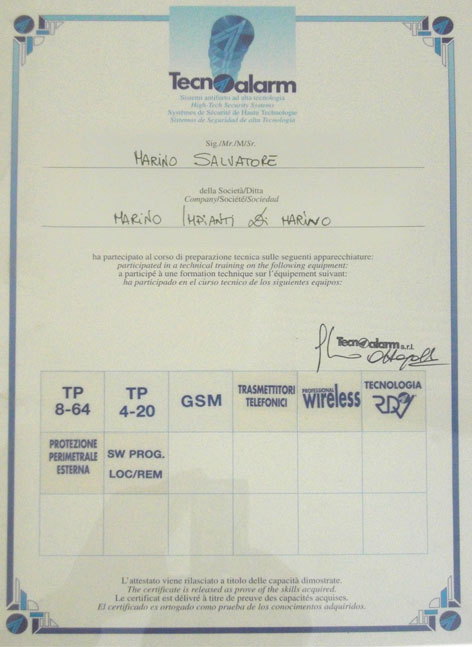 Tecnoalarm
Sistemi antifurto ad alta tecnologia
High-Tech Security Systems
Systèmes de Sécurité de Haute Technologie
Sistemas de Seguridad de alta Tecnología
Sig./Mr./M/Sr.
MARINO SALVATORE
della Società/Ditta
Company/Société/Sociedad
MARINO IMPIANTI DI MARINO
ha partecipato al corso di preparazione tecnica sulle seguenti apparecchiature:
participated in a technical training on the following equipment:
a participé à une formation technique sur l'équipement suivant:
ha participado en el curso tecnico de los siguientes equipos:
Tecnoalarm s.r.l.
TP
8-64
TP
4-20
GSM
TRASMETTITORI
TELEFONICI
PROFESSIONAL
wireless
TECNOLOGIA
RDV
PROTEZIONE
PERIMETRALE
ESTERNA
SW PROG.
LOC/REM
L'attestato viene rilasciato a titolo delle capacità dimostrate.
The certificate is released as prove of the skills acquired.
Le certificat est délivré à titre de preuve des capacités acquises.
El certificado es ortogado como prueba de los conocimentos adquiridos.